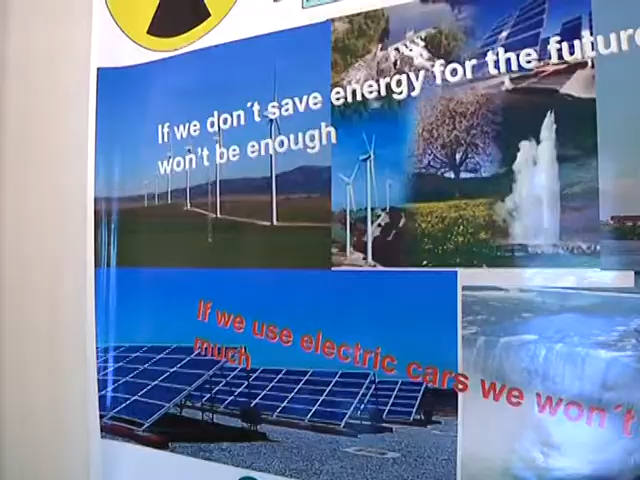 If we don´t save energy for the future
won't be enough
If we use electric cars we won´t
much